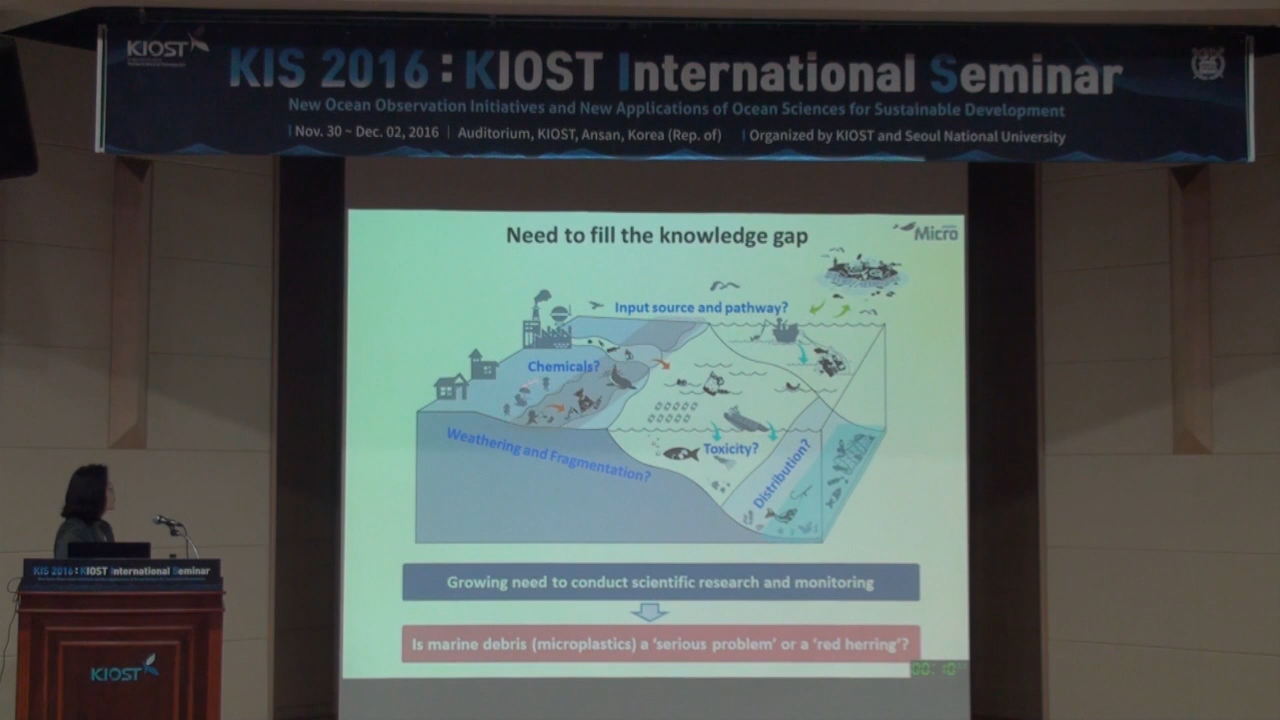 KIOST
KIS 2016 : KIOST International Seminar
New Ocean Observation Initiatives and New Applications of Ocean Sciences for Sustainable Development
Nov. 30 ~ Dec. 02, 2016 | Auditorium, KIOST, Ansan, Korea (Rep. of) | Organized by KIOST and Seoul National University
Need to fill the knowledge gap
Micro
Input source and pathway?
Chemicals?
Weathering and Fragmentation?
Toxicity?
Distribution?
Growing need to conduct scientific research and monitoring
Is marine debris (microplastics) a ‘serious problem’ or a ‘red herring’?
00:10
KIS 2016 : KIOST International Seminar
KIOST